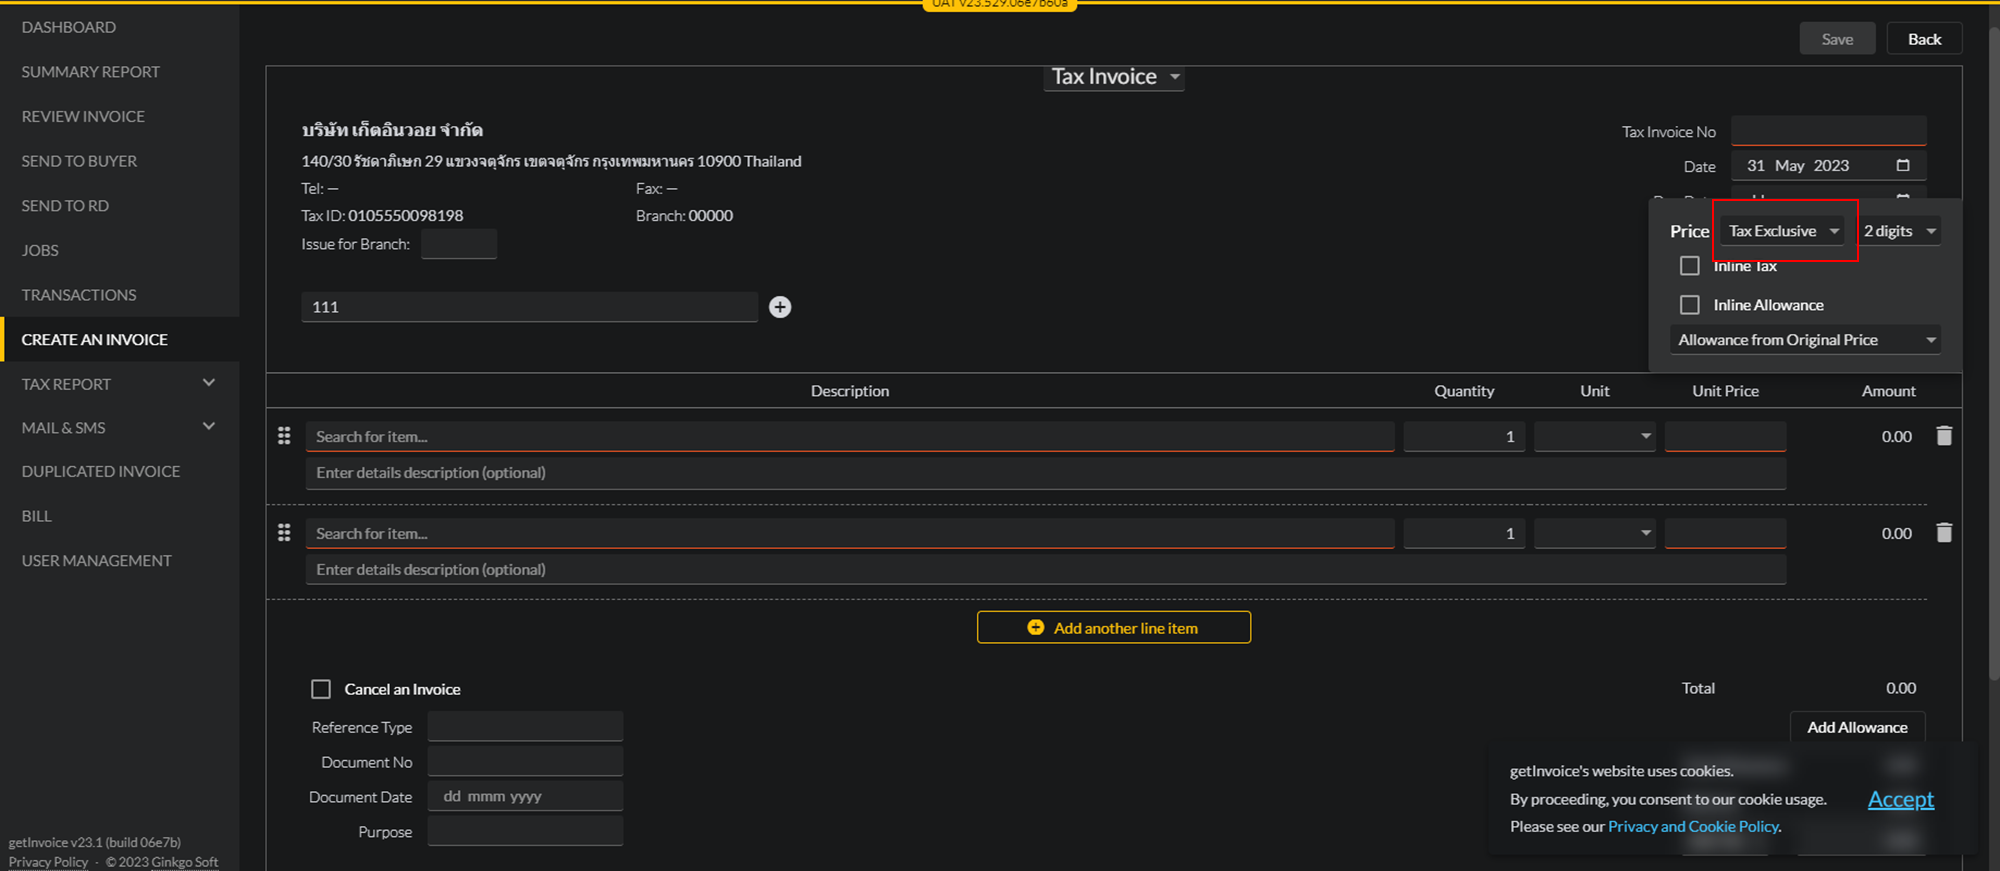 UAT v23.529.06e7b60a
DASHBOARD
SUMMARY REPORT
REVIEW INVOICE
SEND TO BUYER
SEND TO RD
JOBS
TRANSACTIONS
CREATE AN INVOICE
TAX REPORT
MAIL & SMS
DUPLICATED INVOICE
BILL
USER MANAGEMENT
getInvoice v23.1 (build 06e7b)
Privacy Policy · © 2023 Ginkgo Soft
Save Back
Tax Invoice
บริษัท เก็ตอินวอย จำกัด
140/30 รัชดาภิเษก 29 แขวงจตุจักร เขตจตุจักร กรุงเทพมหานคร 10900 Thailand
Tel: — Fax: —
Tax ID: 0105550098198 Branch: 00000
Issue for Branch:
111
Tax Invoice No
Date 31 May 2023
Price Tax Exclusive 2 digits
Inline Tax
Inline Allowance
Allowance from Original Price
Description Quantity Unit Unit Price Amount
Search for item... 1 0.00
Enter details description (optional)
Search for item... 1 0.00
Enter details description (optional)
Add another line item
Cancel an Invoice
Reference Type
Document No
Document Date dd mmm yyyy
Purpose
Total 0.00
Add Allowance
getInvoice's website uses cookies.
By proceeding, you consent to our cookie usage.
Please see our Privacy and Cookie Policy.
Accept